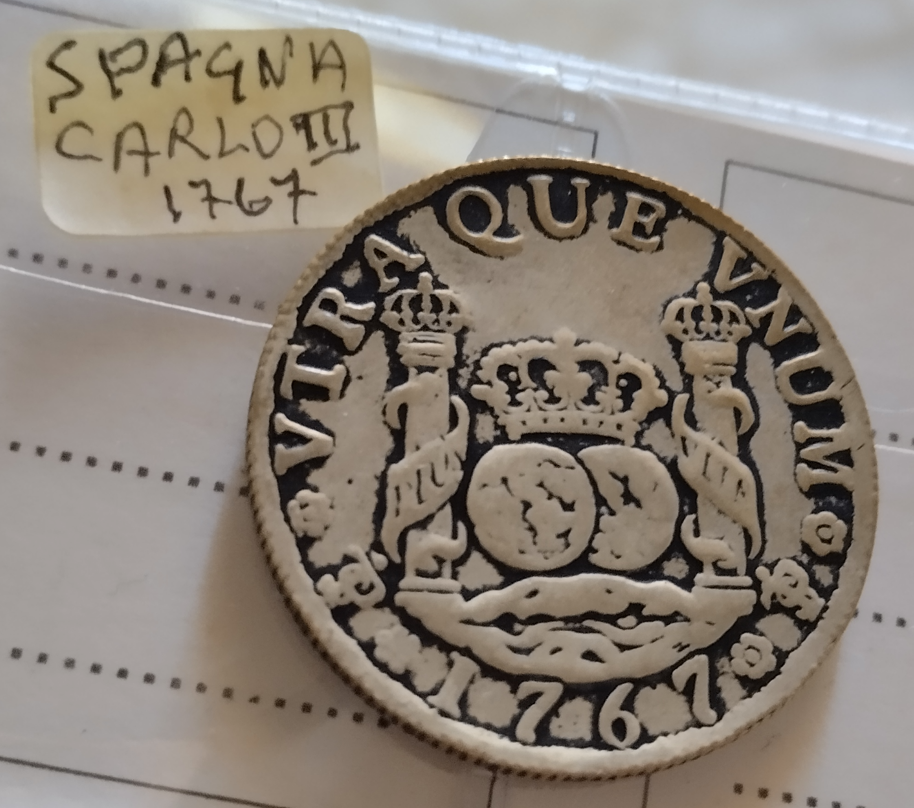 SPAGNA
CARLO III
1767
VTRA QUE VNUM
1767